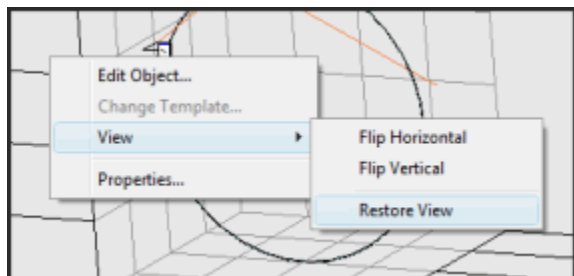 Edit Object...
Change Template...
View
Properties...
Flip Horizontal
Flip Vertical
Restore View